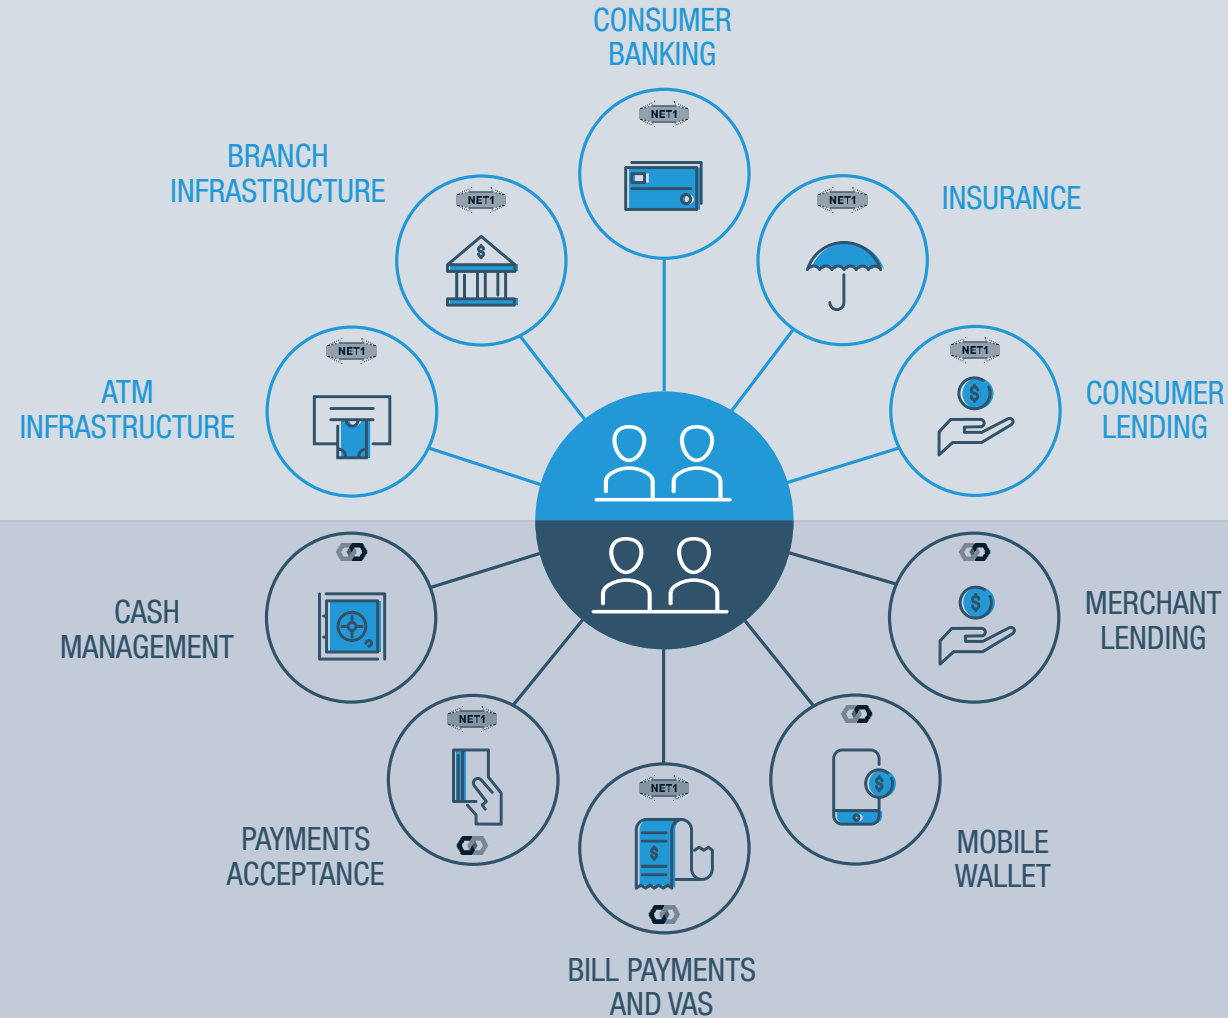 CONSUMER
BANKING
NET1
BRANCH
INFRASTRUCTURE
NET1
$
NET1
INSURANCE
ATM
INFRASTRUCTURE
NET1
NET1
$
CONSUMER
LENDING
CASH
MANAGEMENT
$
MERCHANT
LENDING
PAYMENTS
ACCEPTANCE
NET1
NET1
$
BILL PAYMENTS
AND VAS
$
MOBILE
WALLET